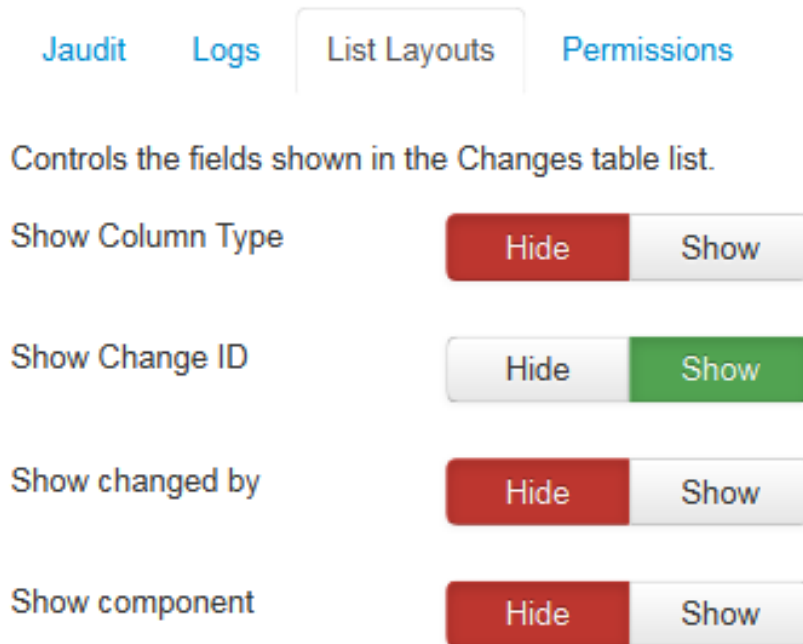 Jaudit Logs List Layouts Permissions
Controls the fields shown in the Changes table list.
Show Column Type Hide Show
Show Change ID Hide Show
Show changed by Hide Show
Show component Hide Show